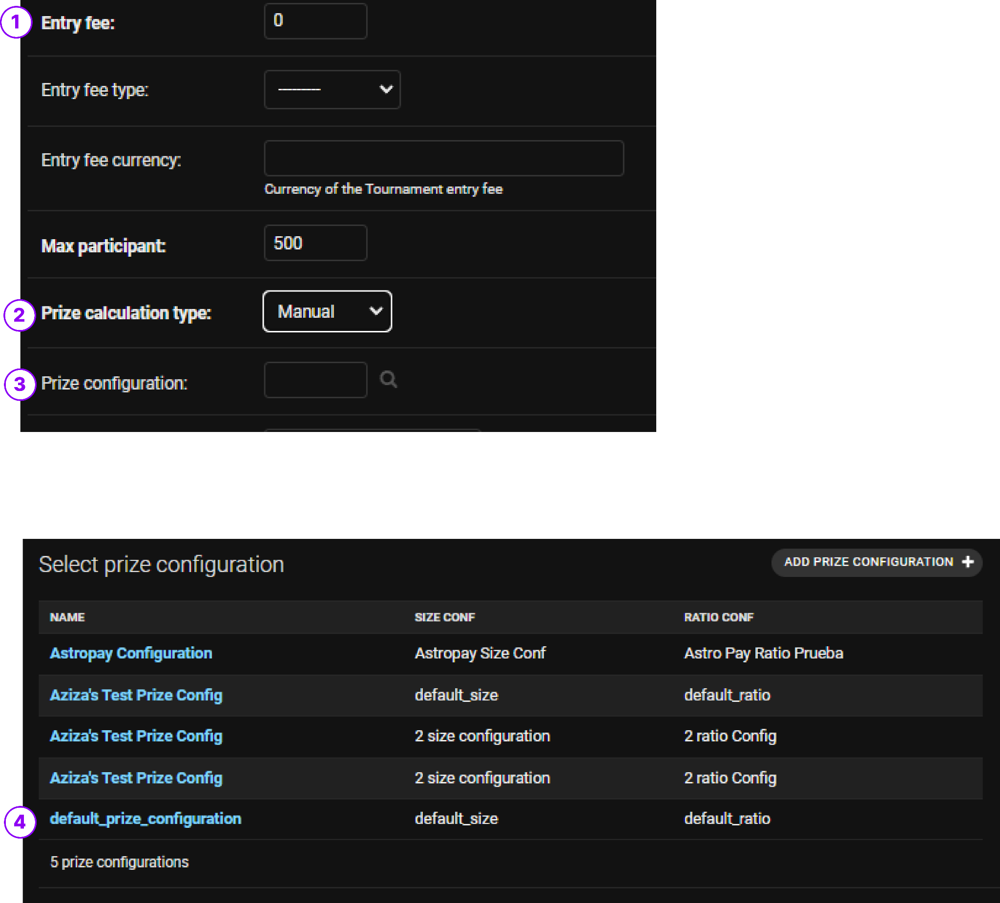 1 Entry fee: 0
Entry fee type: ---------
Entry fee currency:
Currency of the Tournament entry fee
Max participant: 500
2 Prize calculation type: Manual
3 Prize configuration:
Select prize configuration ADD PRIZE CONFIGURATION +
NAME SIZE CONF RATIO CONF
Astropay Configuration Astropay Size Conf Astro Pay Ratio Prueba
Aziza's Test Prize Config default_size default_ratio
Aziza's Test Prize Config 2 size configuration 2 ratio Config
Aziza's Test Prize Config 2 size configuration 2 ratio Config
4 default_prize_configuration default_size default_ratio
5 prize configurations